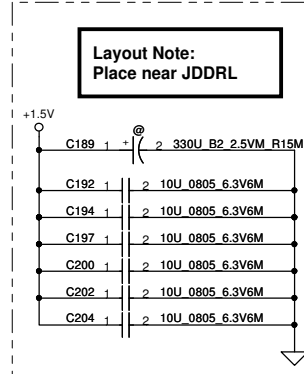 Layout Note:
Place near JDDRL
+1.5V
@
C189 1 + 2 330U_B2_2.5VM_R15M
C192 1 2 10U_0805_6.3V6M
C194 1 2 10U_0805_6.3V6M
C197 1 2 10U_0805_6.3V6M
C200 1 2 10U_0805_6.3V6M
C202 1 2 10U_0805_6.3V6M
C204 1 2 10U_0805_6.3V6M